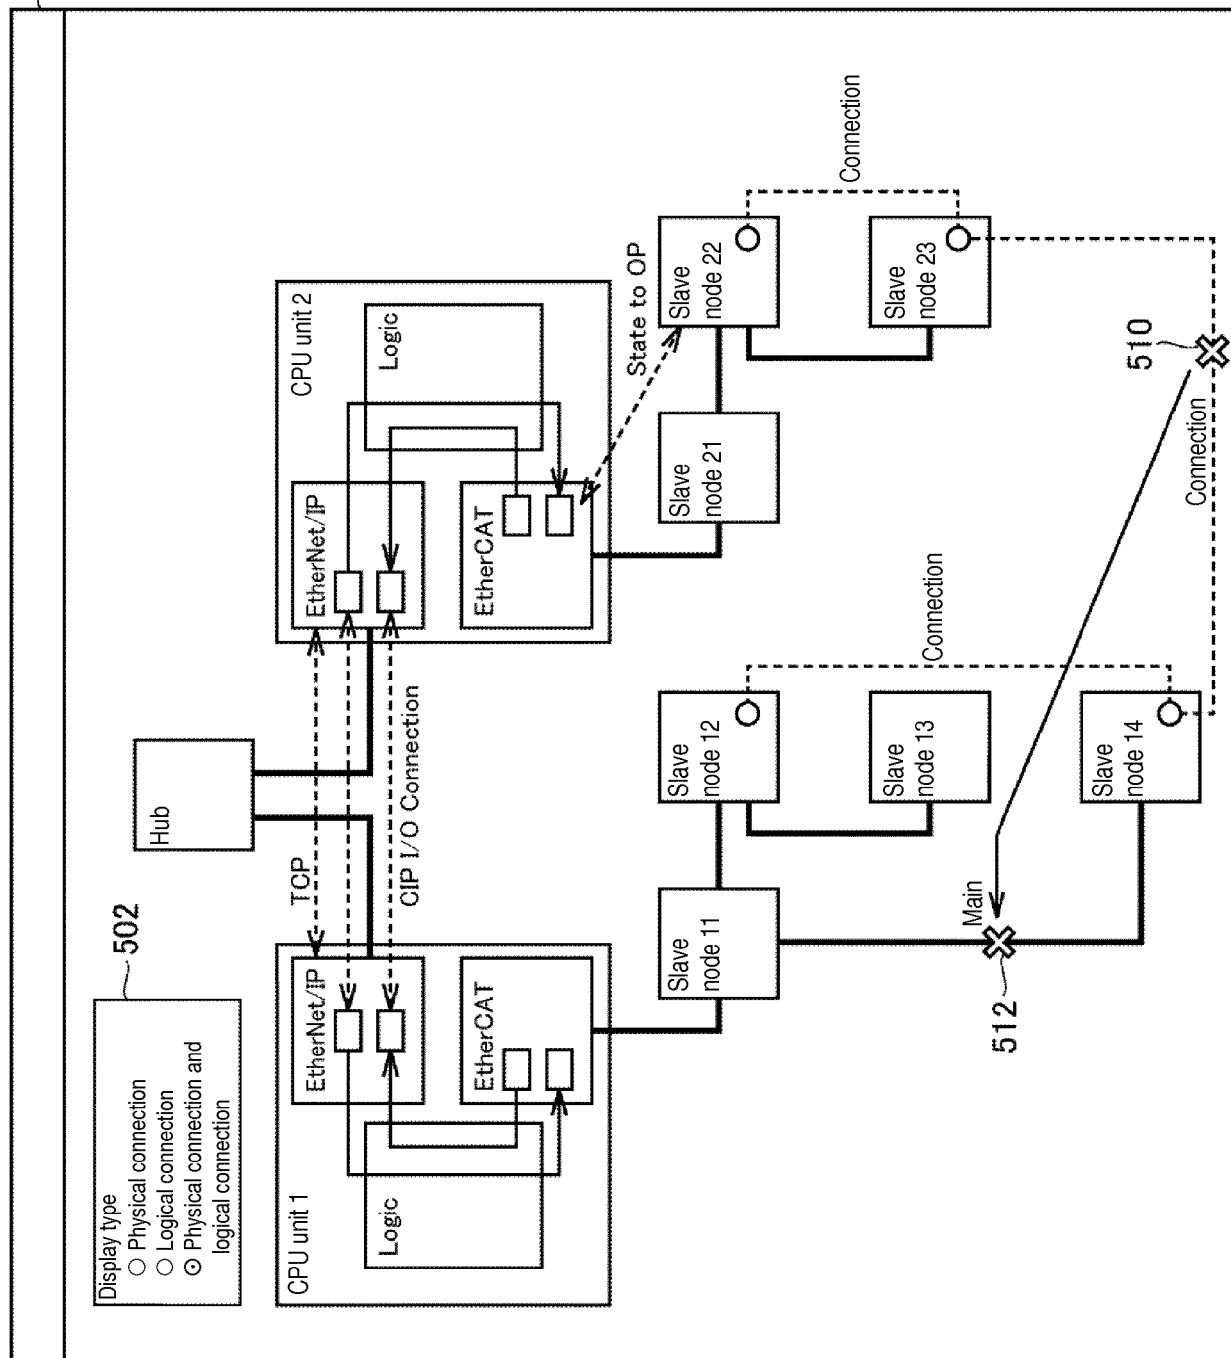 Display type
Physical connection
Logical connection
Physical connection and
logical connection
502
Hub
CPU unit 1
Logic
EtherNet/IP
EtherCAT
TCP
CIP I/O Connection
CPU unit 2
EtherNet/IP
Logic
EtherCAT
State to OP
Slave
node 11
Slave
node 12
Slave
node 13
Slave
node 14
Main
512
Connection
Slave
node 21
Slave
node 22
Slave
node 23
Connection
Connection
510